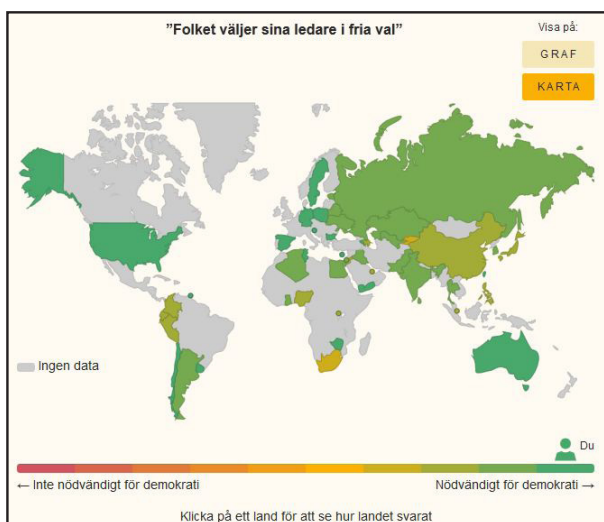 ”Folket väljer sina ledare i fria val”
Visa på:
GRAF
KARTA
Ingen data
Du
← Inte nödvändigt för demokrati
Nödvändigt för demokrati →
Klicka på ett land för att se hur landet svarat